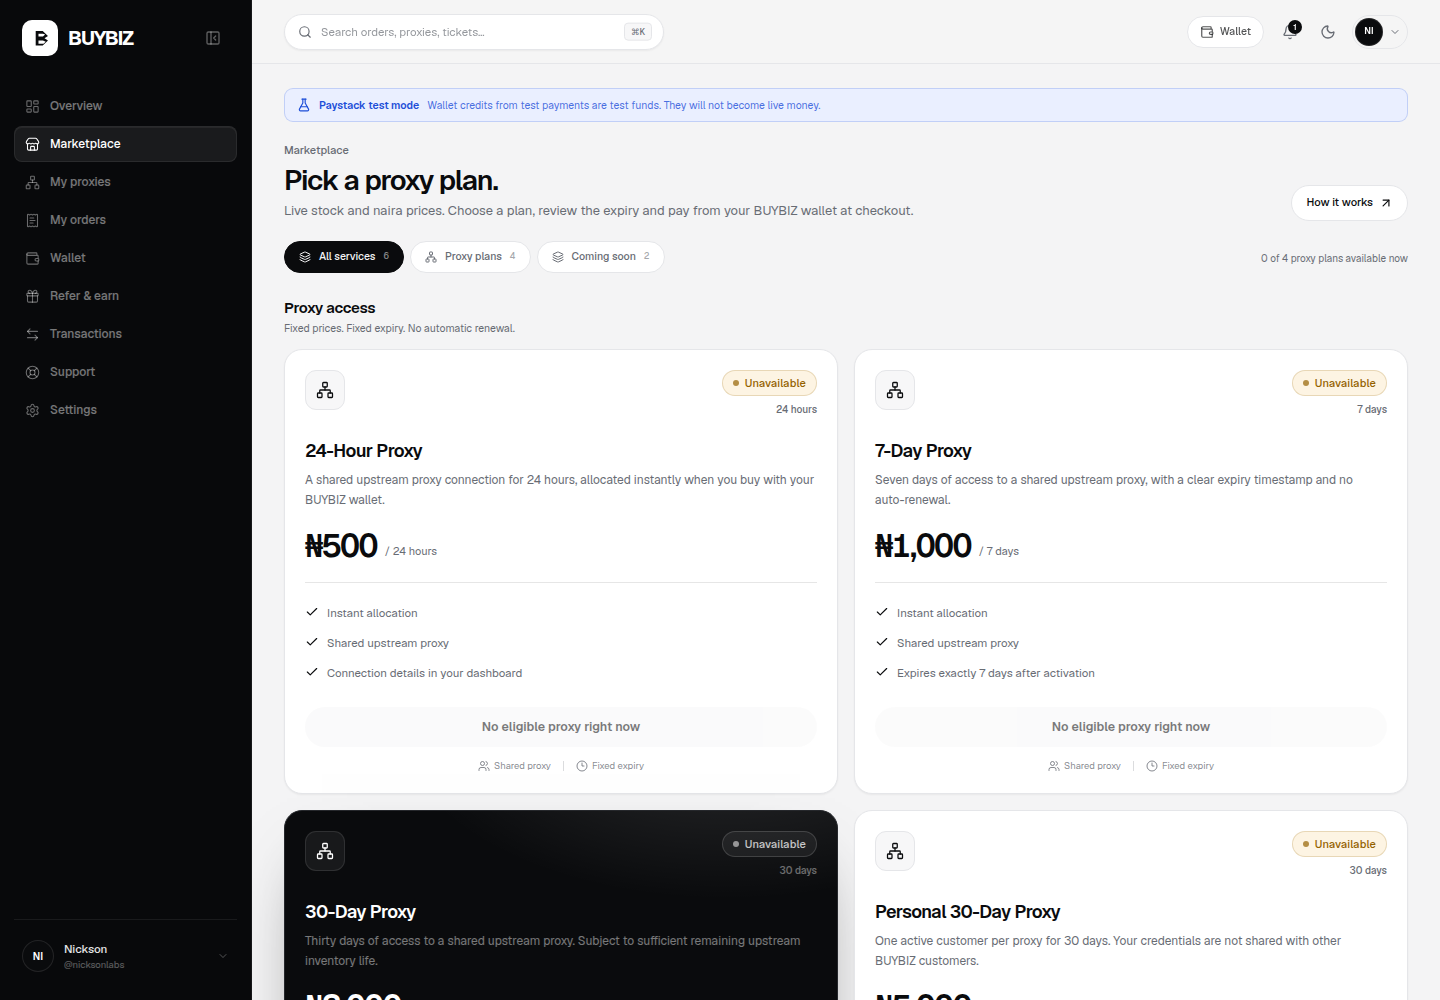 BUYBIZ
Search orders, proxies, tickets...
⌘K
Wallet
1
NI
Overview
Marketplace
My proxies
My orders
Wallet
Refer & earn
Transactions
Support
Settings
Nickson
@nicksonlabs
NI
Paystack test mode Wallet credits from test payments are test funds. They will not become live money.
Marketplace
Pick a proxy plan.
Live stock and naira prices. Choose a plan, review the expiry and pay from your BUYBIZ wallet at checkout.
How it works
All services 6
Proxy plans 4
Coming soon 2
0 of 4 proxy plans available now
Proxy access
Fixed prices. Fixed expiry. No automatic renewal.
Unavailable
24 hours
24-Hour Proxy
A shared upstream proxy connection for 24 hours, allocated instantly when you buy with your
BUYBIZ wallet.
₦500 / 24 hours
Instant allocation
Shared upstream proxy
Connection details in your dashboard
No eligible proxy right now
Shared proxy
Fixed expiry
Unavailable
7 days
7-Day Proxy
Seven days of access to a shared upstream proxy, with a clear expiry timestamp and no
auto-renewal.
₦1,000 / 7 days
Instant allocation
Shared upstream proxy
Expires exactly 7 days after activation
No eligible proxy right now
Shared proxy
Fixed expiry
Unavailable
30 days
30-Day Proxy
Thirty days of access to a shared upstream proxy. Subject to sufficient remaining upstream
inventory life.
Unavailable
30 days
Personal 30-Day Proxy
One active customer per proxy for 30 days. Your credentials are not shared with other
BUYBIZ customers.